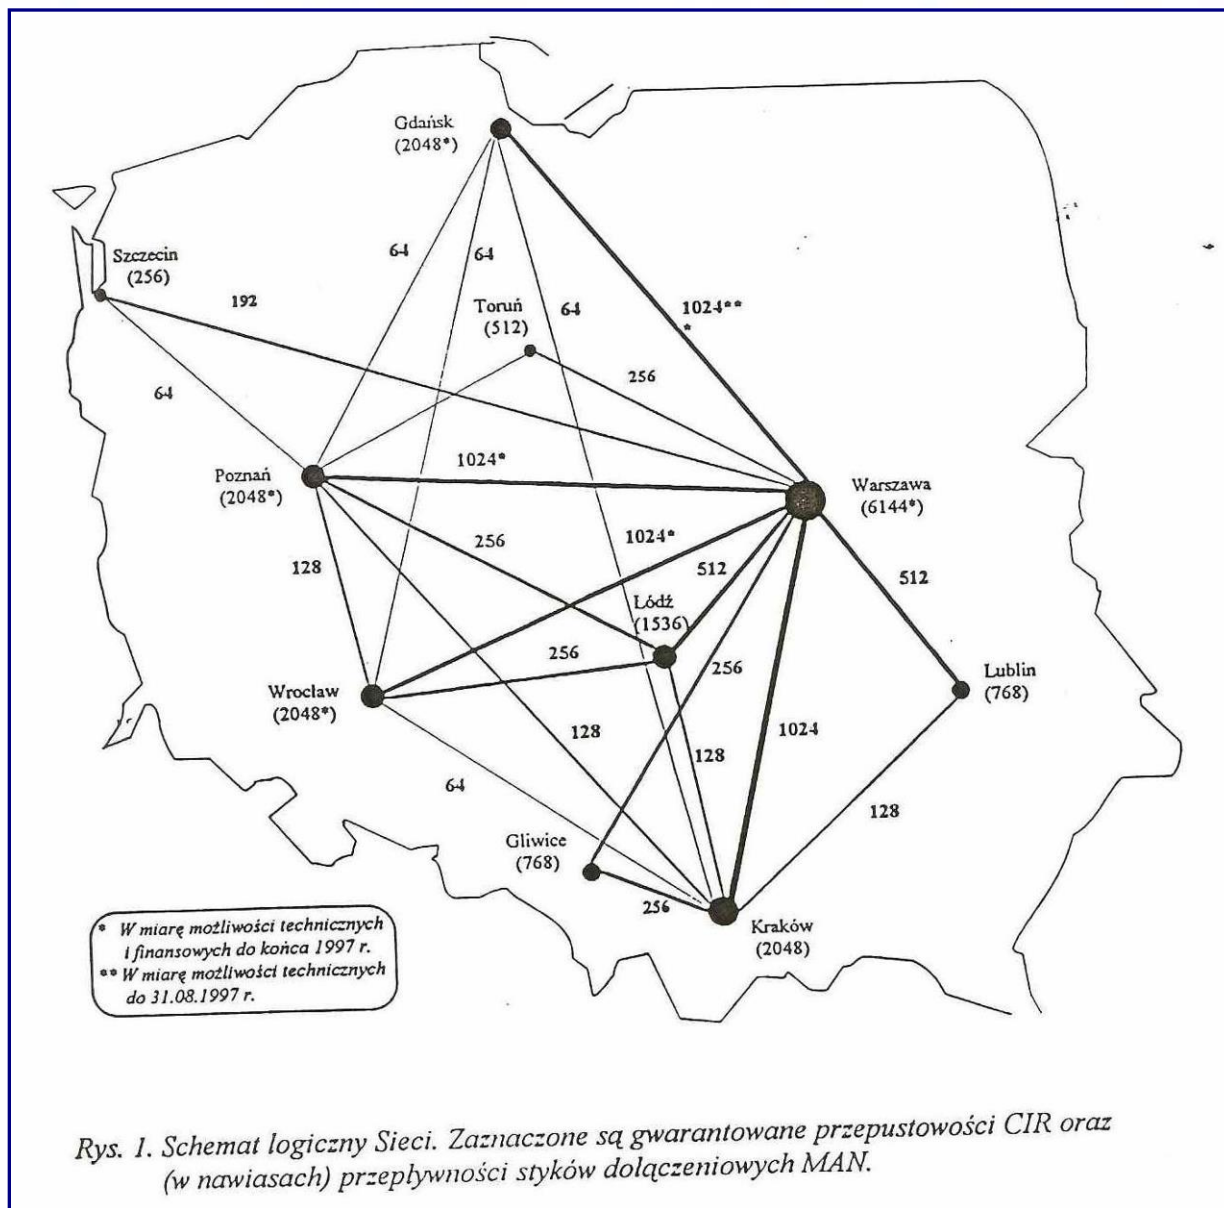 Gdańsk
(2048*)
Szczecin
(256)
64
64
192
Toruń
(512)
64
1024**
*
256
64
1024*
Poznań
(2048*)
Warszawa
(6144*)
1024*
256
512
128
512
Łódź
(1536)
256
256
Lublin
(768)
Wrocław
(2048*)
128
1024
128
64
128
Gliwice
(768)
256
Kraków
(2048)
* W miarę możliwości technicznych
i finansowych do końca 1997 r.
** W miarę możliwości technicznych
do 31.08.1997 r.
Rys. 1. Schemat logiczny Sieci. Zaznaczone są gwarantowane przepustowości CIR oraz
(w nawiasach) przepływności styków dołączeniowych MAN.